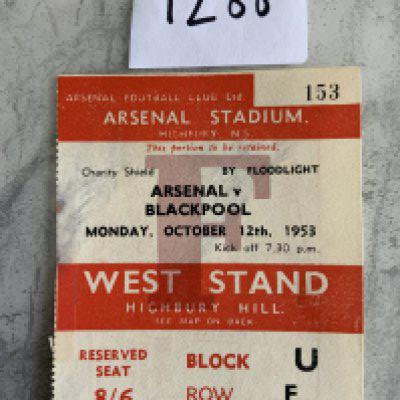 1288
ARSENAL FOOTBALL CLUB Ltd.
153
ARSENAL STADIUM.
HIGHBURY, N.5
This portion to be retained.
Charity Shield
BY FLOODLIGHT
ARSENAL v
BLACKPOOL
MONDAY, OCTOBER 12th, 1953
Kick off 7.30 p.m.
WEST STAND
HIGHBURY HILL.
SEE MAP ON BACK
RESERVED BLOCK U
SEAT
8/6 ROW